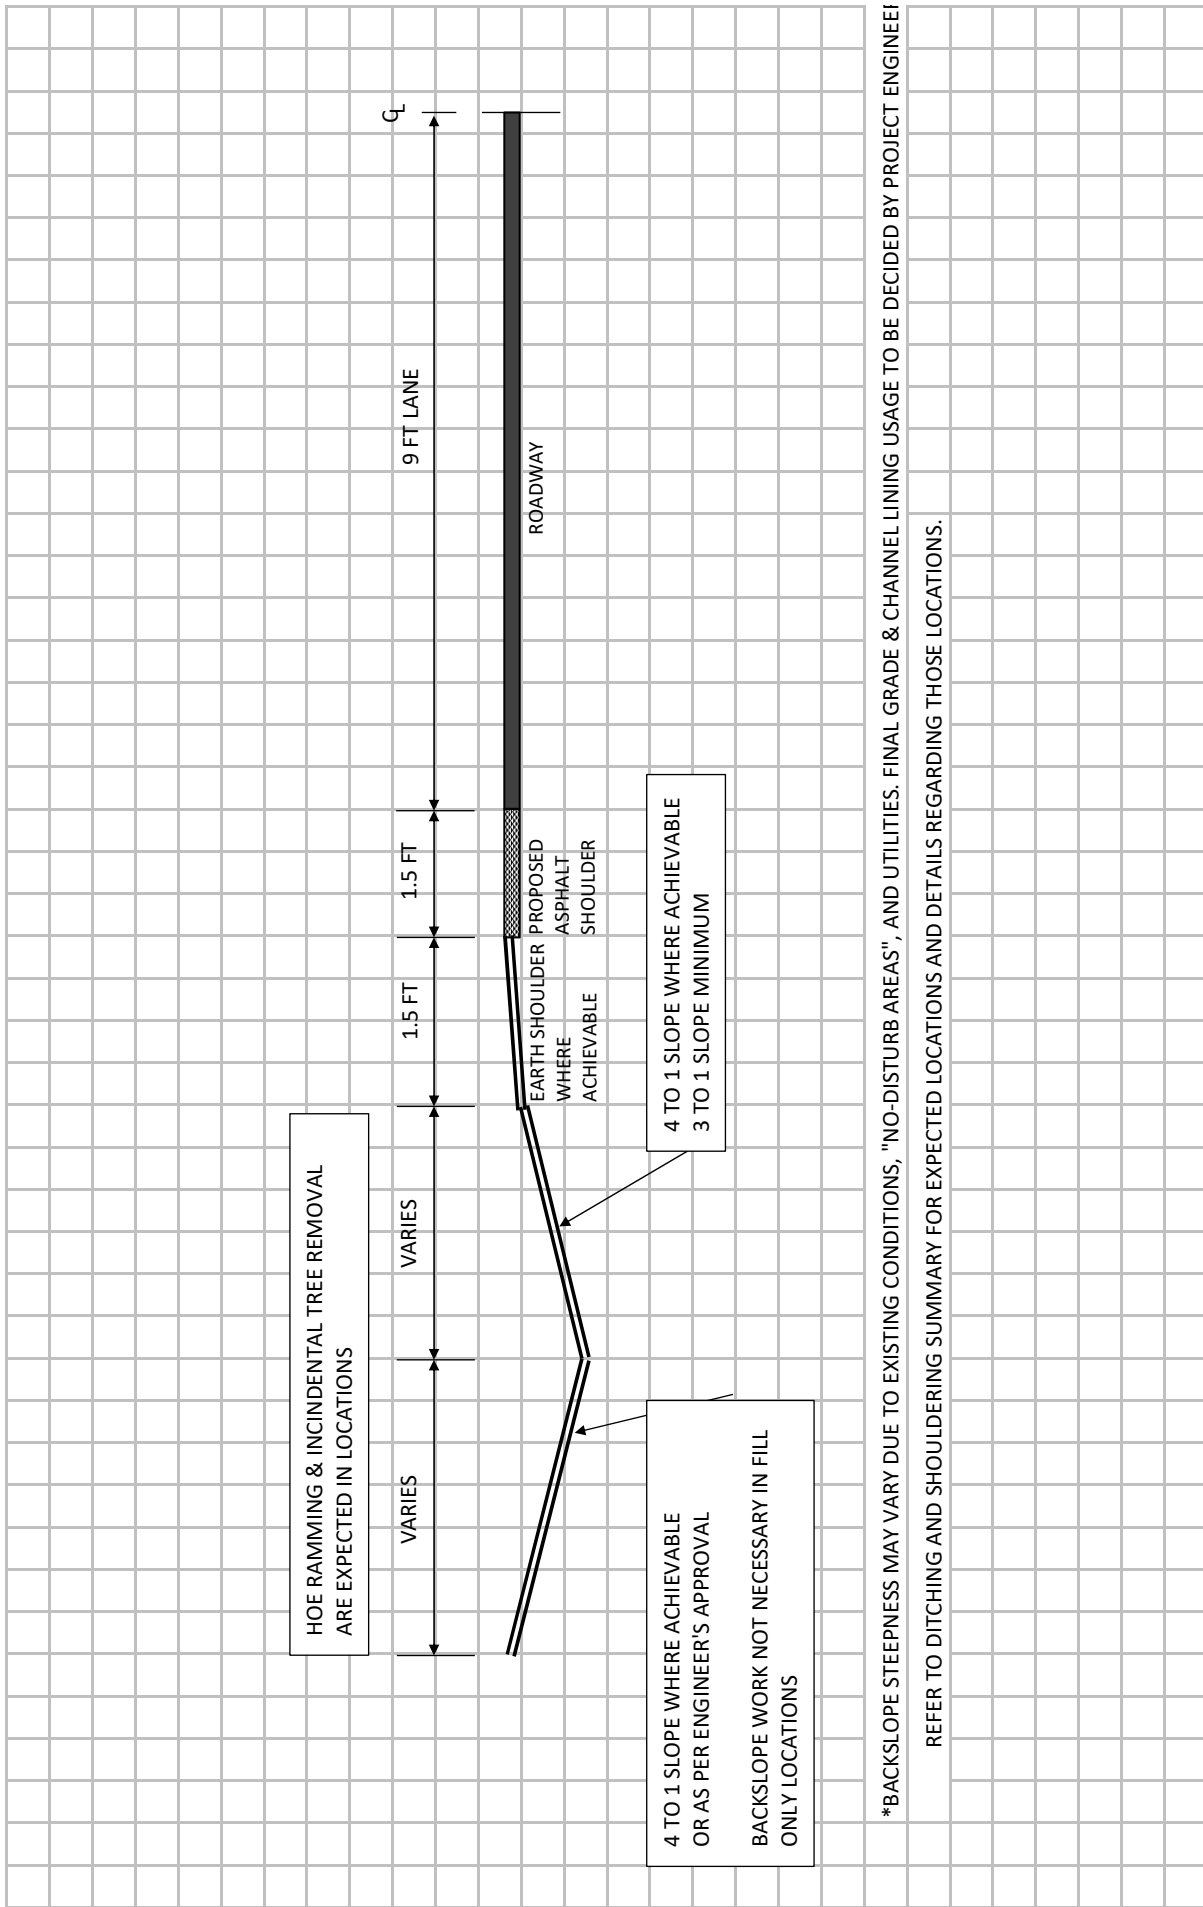 HOE RAMMING & INCINDENTAL TREE REMOVAL
ARE EXPECTED IN LOCATIONS
VARIES
VARIES
1.5 FT
1.5 FT
9 FT LANE
CL
EARTH SHOULDER
WHERE
ACHIEVABLE
PROPOSED
ASPHALT
SHOULDER
ROADWAY
4 TO 1 SLOPE WHERE ACHIEVABLE
OR AS PER ENGINEER'S APPROVAL
BACKSLOPE WORK NOT NECESSARY IN FILL
ONLY LOCATIONS
4 TO 1 SLOPE WHERE ACHIEVABLE
3 TO 1 SLOPE MINIMUM
*BACKSLOPE STEEPNESS MAY VARY DUE TO EXISTING CONDITIONS, "NO-DISTURB AREAS", AND UTILITIES. FINAL GRADE & CHANNEL LINING USAGE TO BE DECIDED BY PROJECT ENGINEER
REFER TO DITCHING AND SHOULDERING SUMMARY FOR EXPECTED LOCATIONS AND DETAILS REGARDING THOSE LOCATIONS.